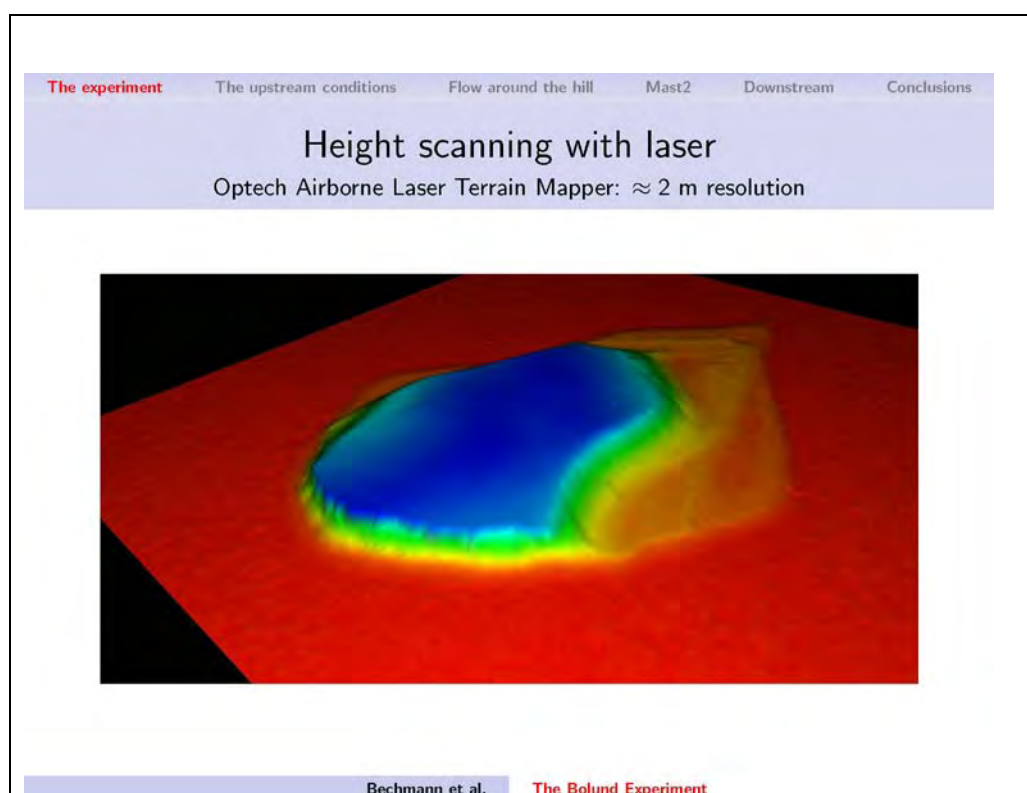 The experiment The upstream conditions Flow around the hill Mast2 Downstream Conclusions
Height scanning with laser
Optech Airborne Laser Terrain Mapper: ≈ 2 m resolution
Bechmann et al. The Bolund Experiment